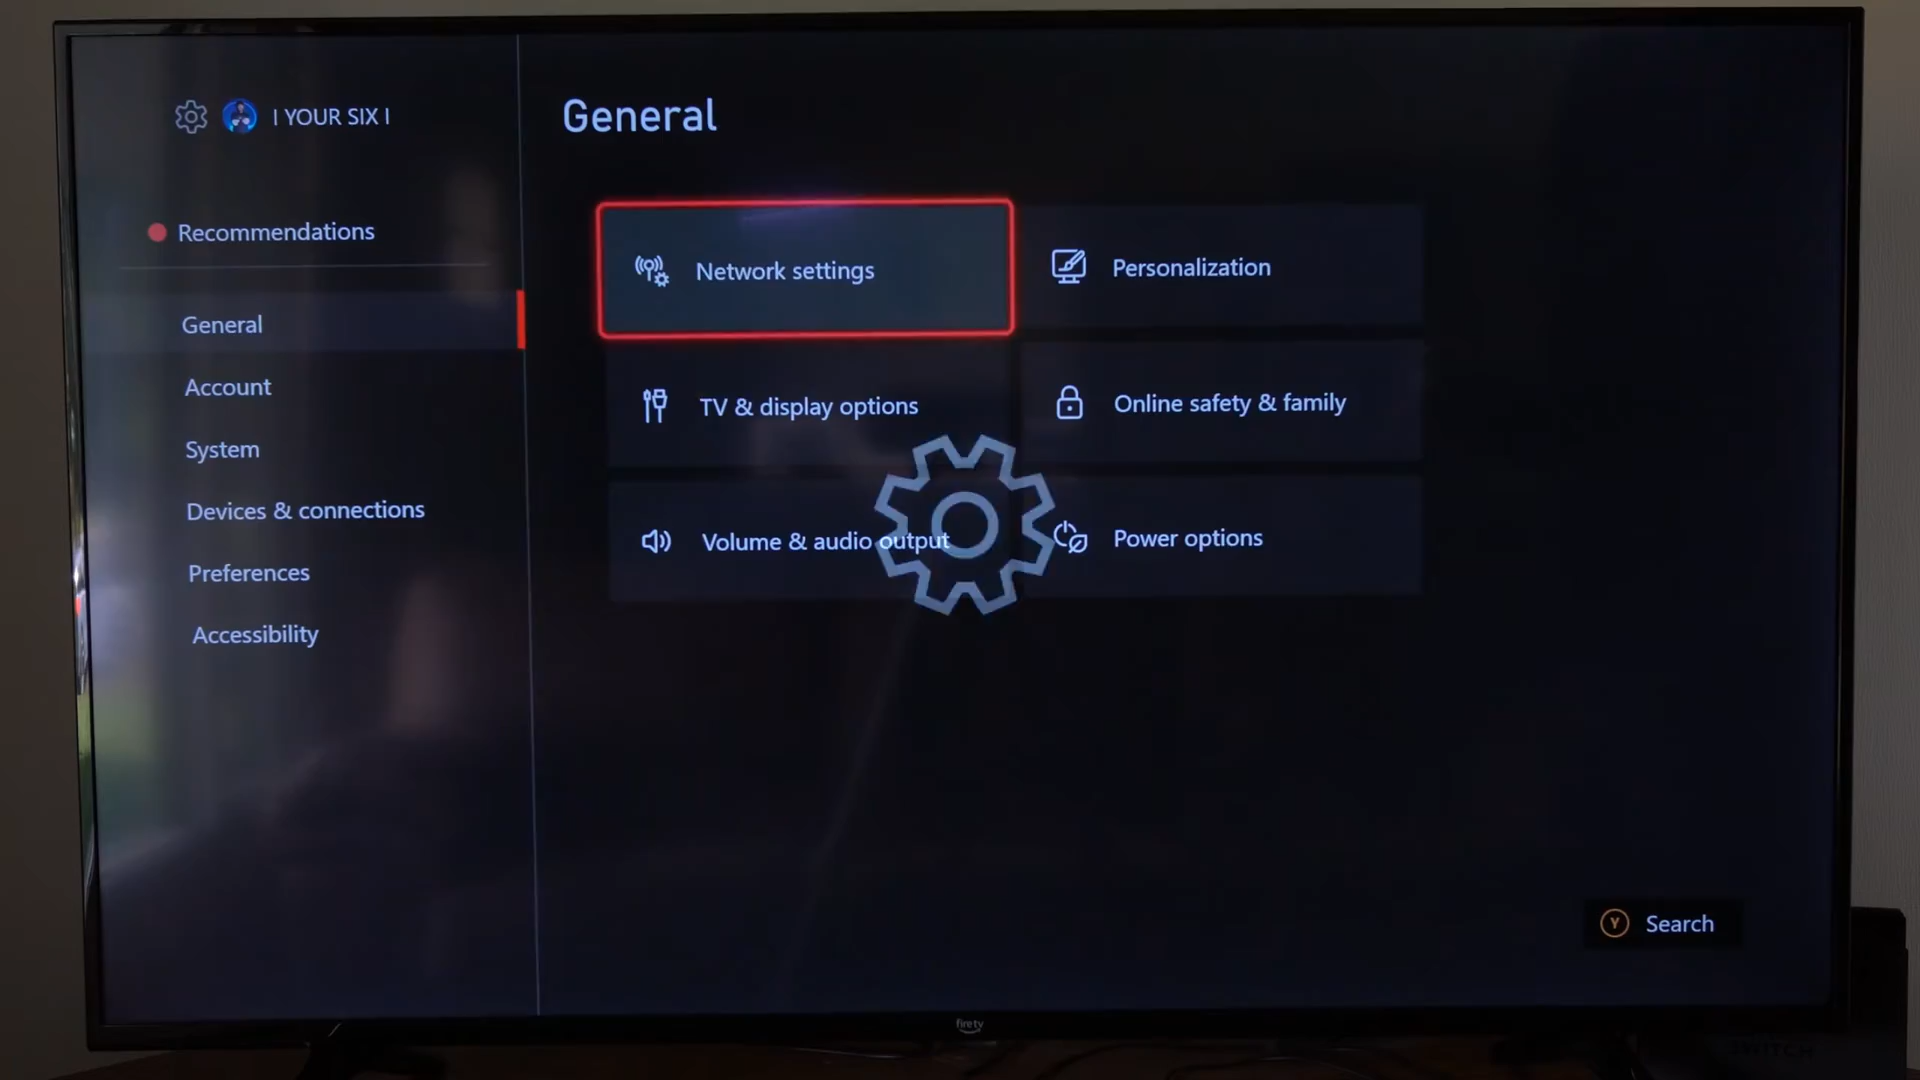 I YOUR SIX I
Recommendations
General
Account
System
Devices & connections
Preferences
Accessibility
General
Network settings
Personalization
TV & display options
Online safety & family
Volume & audio output
Power options
Y Search
firetv
SWITCH